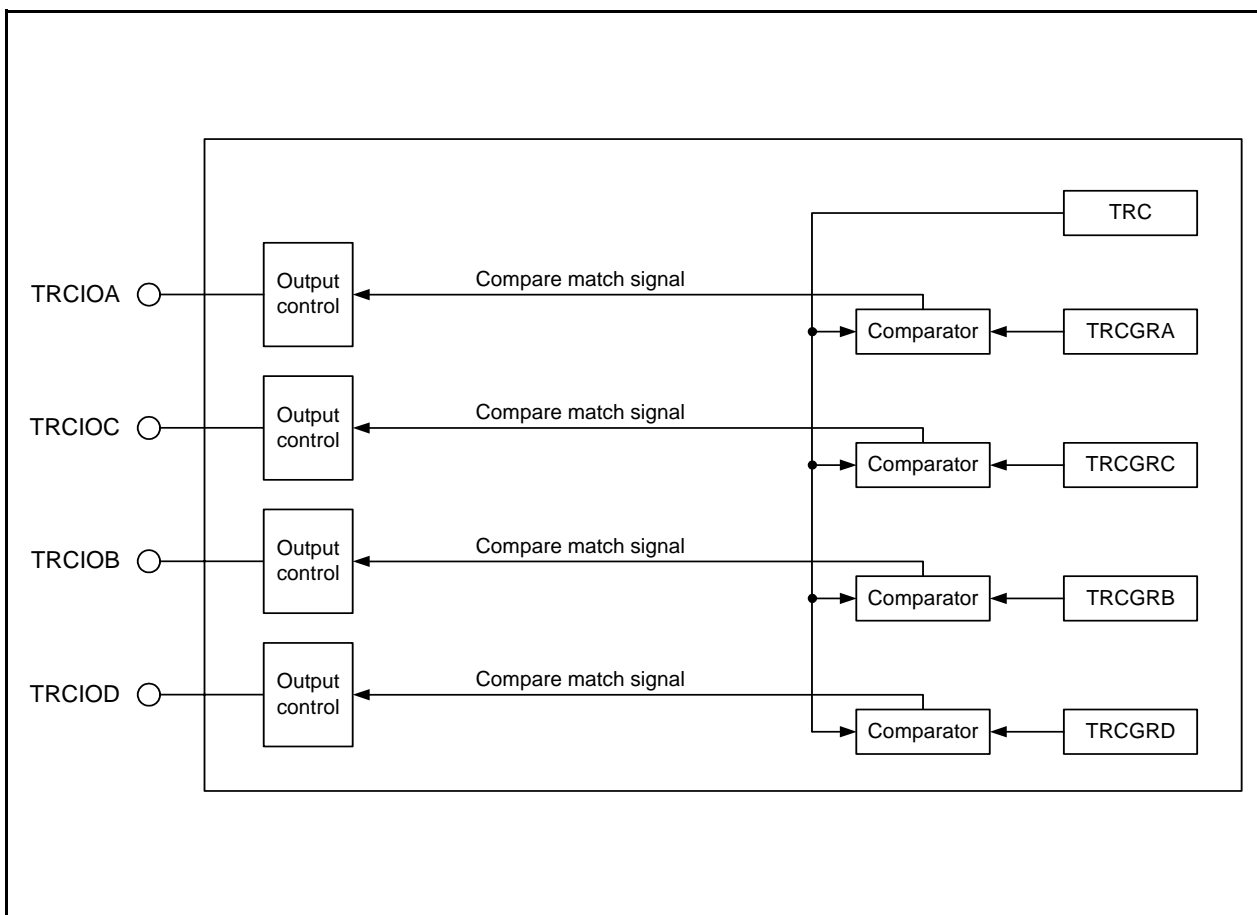 TRC
TRCIOA
Output
control
Compare match signal
Comparator
TRCGRA
TRCIOC
Output
control
Compare match signal
Comparator
TRCGRC
TRCIOB
Output
control
Compare match signal
Comparator
TRCGRB
TRCIOD
Output
control
Compare match signal
Comparator
TRCGRD